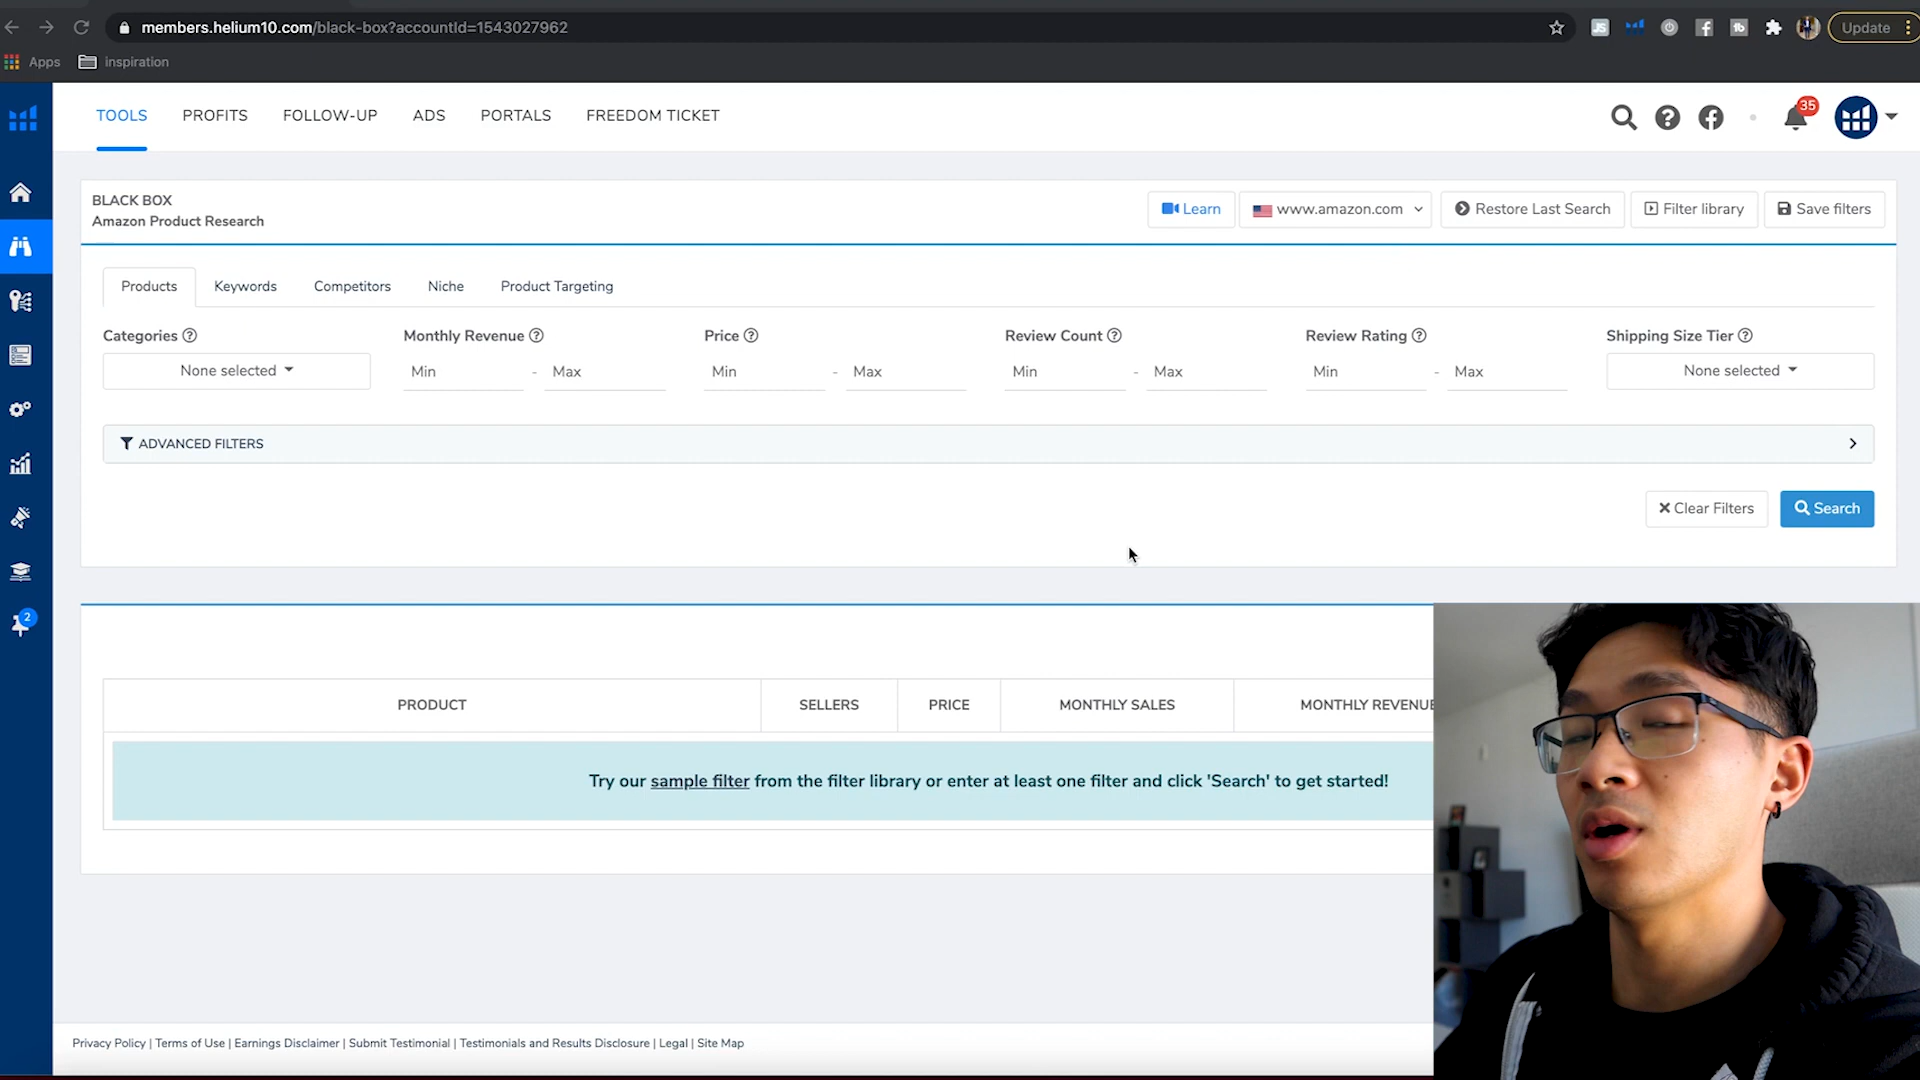 members.helium10.com/black-box?accountId=1543027962
Update
Apps
inspiration
TOOLS PROFITS FOLLOW-UP ADS PORTALS FREEDOM TICKET
35
BLACK BOX
Amazon Product Research
Learn
www.amazon.com
Restore Last Search
Filter library
Save filters
Products Keywords Competitors Niche Product Targeting
Categories Monthly Revenue Price Review Count Review Rating Shipping Size Tier
None selected Min - Max Min - Max Min - Max Min - Max None selected
ADVANCED FILTERS
Clear Filters Search
2
PRODUCT SELLERS PRICE MONTHLY SALES MONTHLY REVENUE
Try our sample filter from the filter library or enter at least one filter and click 'Search' to get started!
Privacy Policy | Terms of Use | Earnings Disclaimer | Submit Testimonial | Testimonials and Results Disclosure | Legal | Site Map